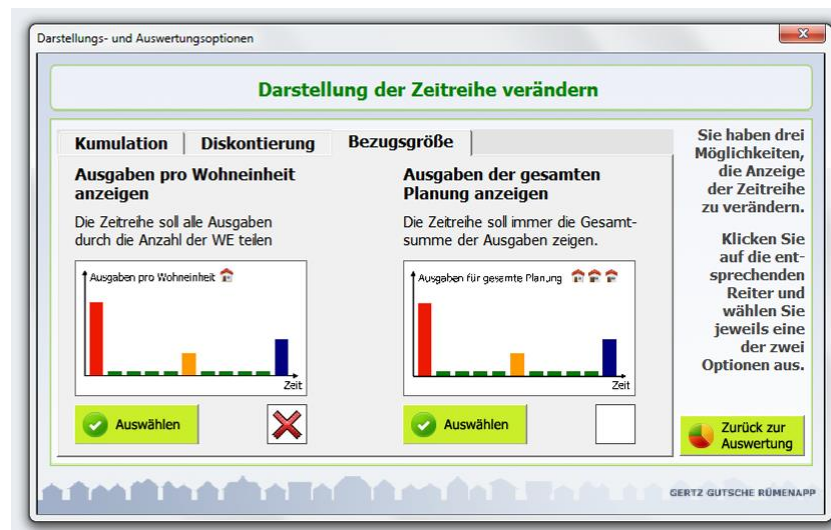 Darstellungs- und Auswertungsoptionen
Darstellung der Zeitreihe verändern
Kumulation
Diskontierung
Bezugsgröße
Ausgaben pro Wohneinheit
anzeigen
Die Zeitreihe soll alle Ausgaben
durch die Anzahl der WE teilen
Ausgaben pro Wohneinheit
Zeit
Auswählen
Ausgaben der gesamten
Planung anzeigen
Die Zeitreihe soll immer die Gesamt-
summe der Ausgaben zeigen.
Ausgaben für gesamte Planung
Zeit
Auswählen
Sie haben drei
Möglichkeiten,
die Anzeige
der Zeitreihe
zu verändern.
Klicken Sie
auf die ent-
sprechenden
Reiter und
wählen Sie
jeweils eine
der zwei
Optionen aus.
Zurück zur
Auswertung
GERTZ GUTSCHE RÜMENAPP